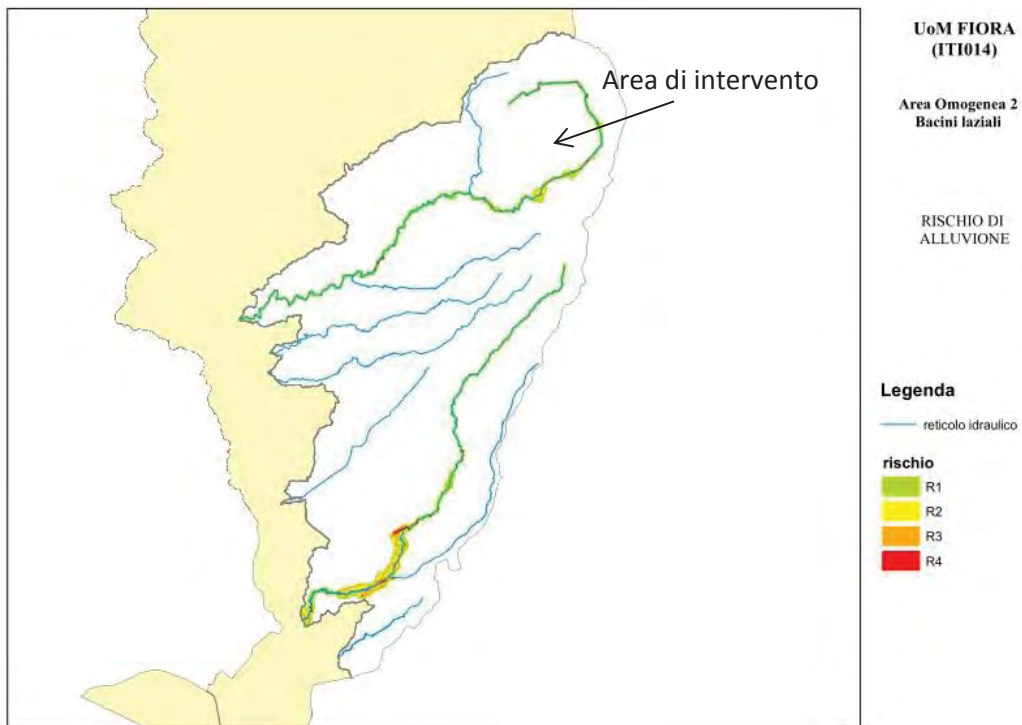 UoM FIORA
(ITI014)
Area Omogenea 2
Bacini laziali
RISCHIO DI
ALLUVIONE
Area di intervento
Legenda
reticolo idraulico
rischio
R1
R2
R3
R4